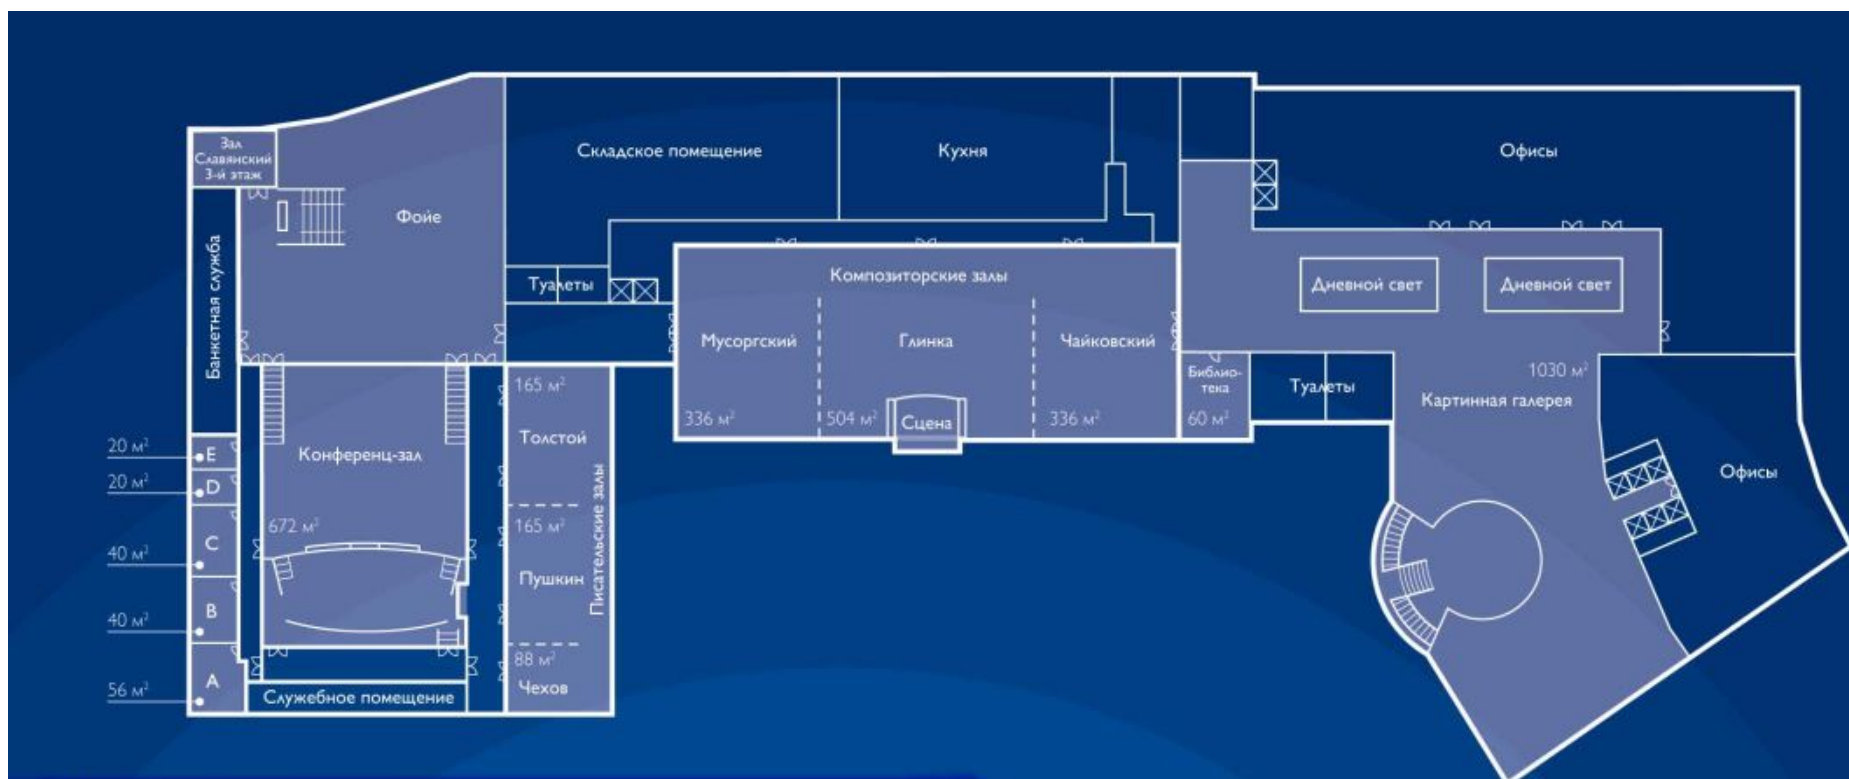 Зал
Славянский
3-й этаж
Складское помещение
Кухня
Офисы
Фойе
Банкетная служба
Туалеты
Композиторские залы
Дневной свет
Дневной свет
Мусоргский
Глинка
Чайковский
336 м²
504 м²
Сцена
336 м²
Библио-
тека
60 м²
Туалеты
1030 м²
Картинная галерея
Офисы
165 м²
Толстой
Писательские залы
165 м²
Пушкин
88 м²
Чехов
Конференц-зал
672 м²
20 м²
E
20 м²
D
C
40 м²
B
40 м²
A
56 м²
Служебное помещение